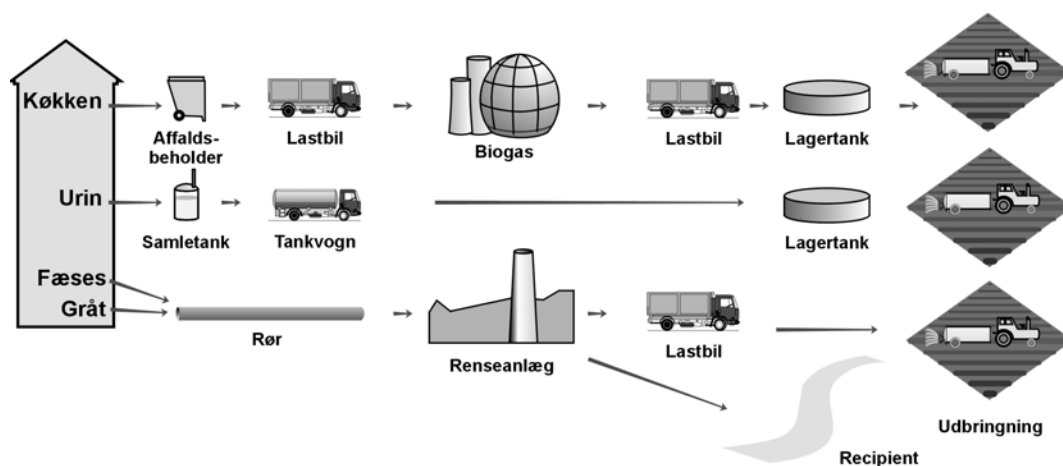 Køkken
Affalds-
beholder
Lastbil
Biogas
Lastbil
Lagertank
Urin
Samletank
Tankvogn
Lagertank
Fæses
Gråt
Rør
Renseanlæg
Lastbil
Udbringning
Recipient